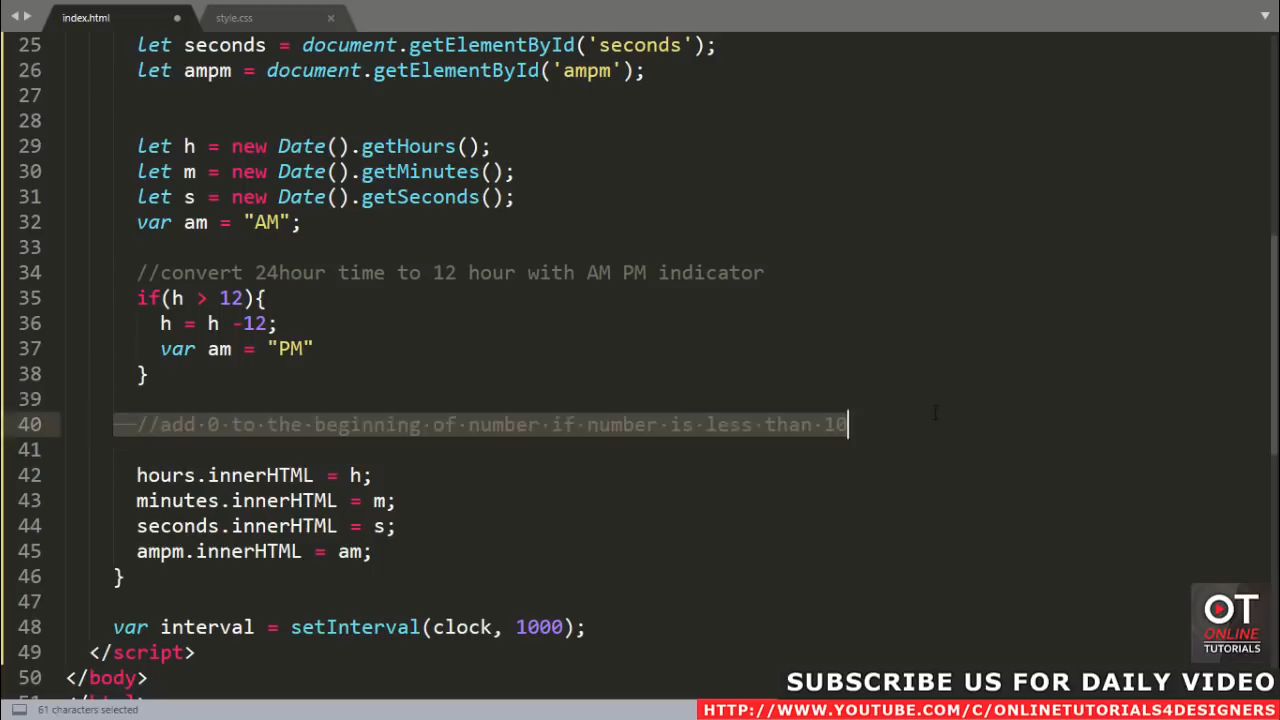 index.html
style.css
25 let seconds = document.getElementById('seconds');
26 let ampm = document.getElementById('ampm');
27
28
29 let h = new Date().getHours();
30 let m = new Date().getMinutes();
31 let s = new Date().getSeconds();
32 var am = "AM";
33
34 //convert 24hour time to 12 hour with AM PM indicator
35 if(h > 12){
36 h = h -12;
37 var am = "PM"
38 }
39
40 //add 0 to the beginning of number if number is less than 10
41
42 hours.innerHTML = h;
43 minutes.innerHTML = m;
44 seconds.innerHTML = s;
45 ampm.innerHTML = am;
46 }
47
48 var interval = setInterval(clock, 1000);
49 </script>
50 </body>
OT
ONLINE
TUTORIALS
SUBSCRIBE US FOR DAILY VIDEO
61 characters selected
HTTP://WWW.YOUTUBE.COM/C/ONLINETUTORIALS4DESIGNERS